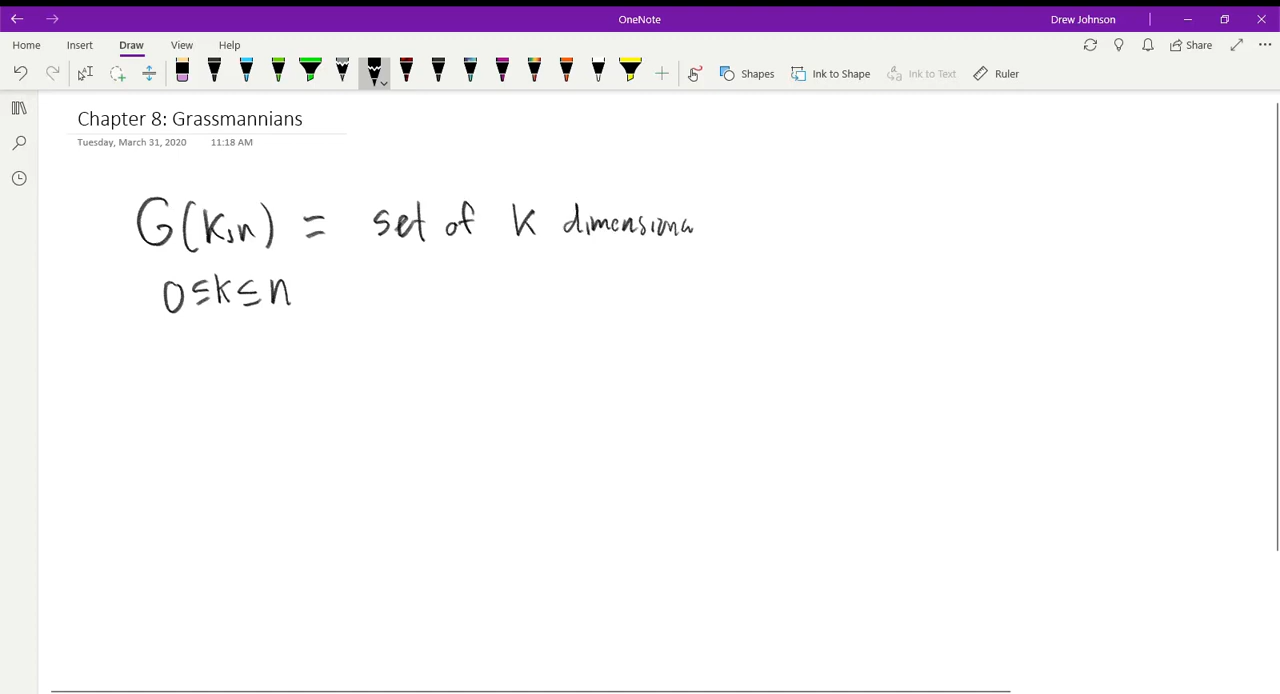 OneNote
Drew Johnson
Home Insert Draw View Help
Share
Shapes Ink to Shape Ink to Text Ruler
Chapter 8: Grassmannians
Tuesday, March 31, 2020 11:18 AM
G(k,n) = set of k dimensiona
0≤k≤n